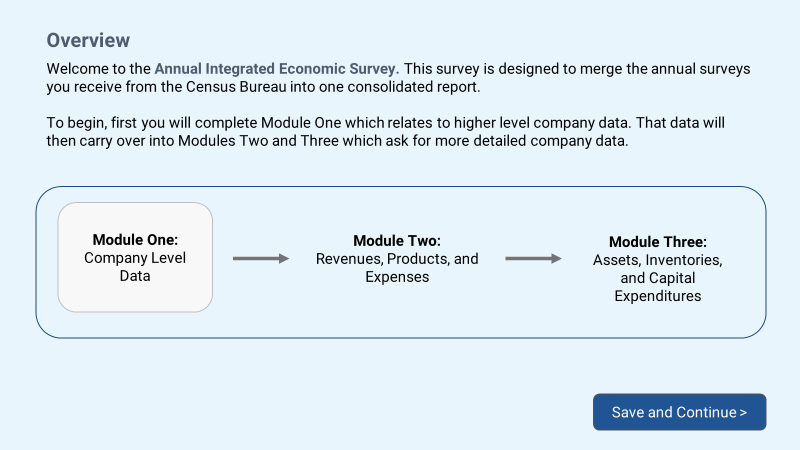 Overview
Welcome to the Annual Integrated Economic Survey. This survey is designed to merge the annual surveys
you receive from the Census Bureau into one consolidated report.
To begin, first you will complete Module One which relates to higher level company data. That data will
then carry over into Modules Two and Three which ask for more detailed company data.
Module One:
Company Level
Data
Module Two:
Revenues, Products, and
Expenses
Module Three:
Assets, Inventories,
and Capital
Expenditures
Save and Continue >